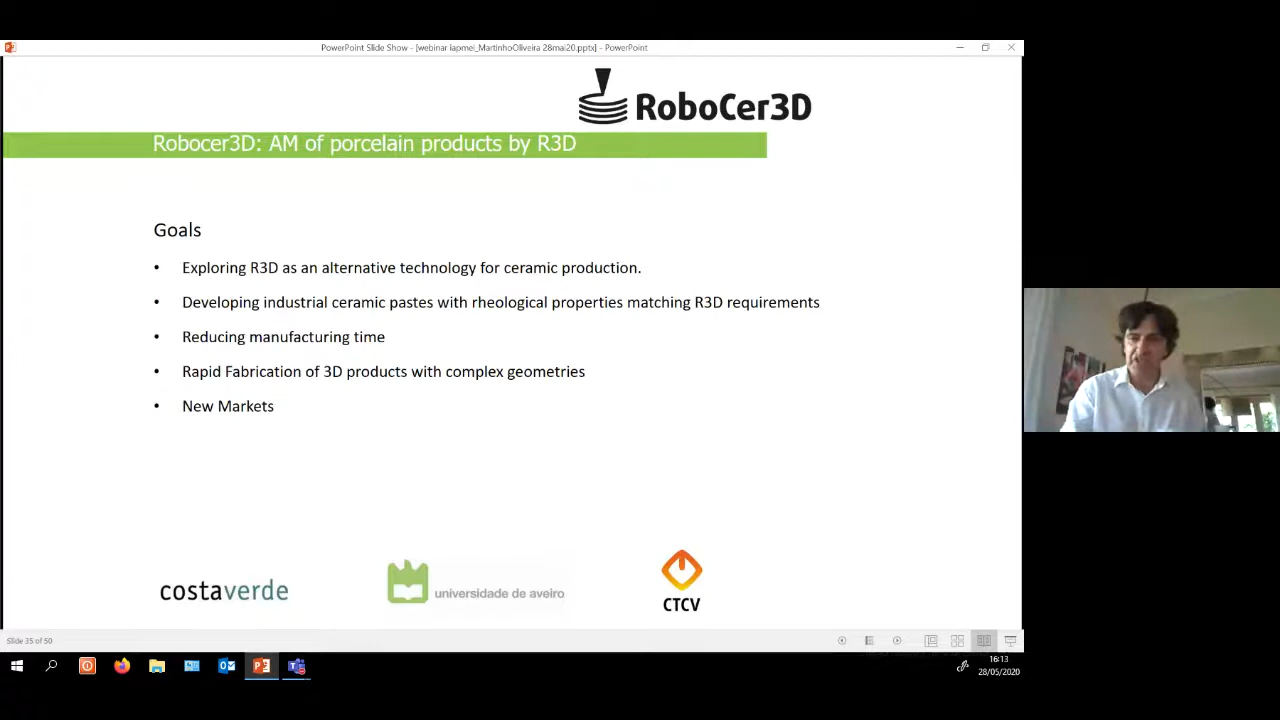 PowerPoint Slide Show - [webinar iapmei_MartinhoOliveira 28mai20.pptx] - PowerPoint
RoboCer3D
Robocer3D: AM of porcelain products by R3D
Goals
• Exploring R3D as an alternative technology for ceramic production.
• Developing industrial ceramic pastes with rheological properties matching R3D requirements
• Reducing manufacturing time
• Rapid Fabrication of 3D products with complex geometries
• New Markets
costaverde
universidade de aveiro
CTCV
Slide 35 of 50
16:13
28/05/2020